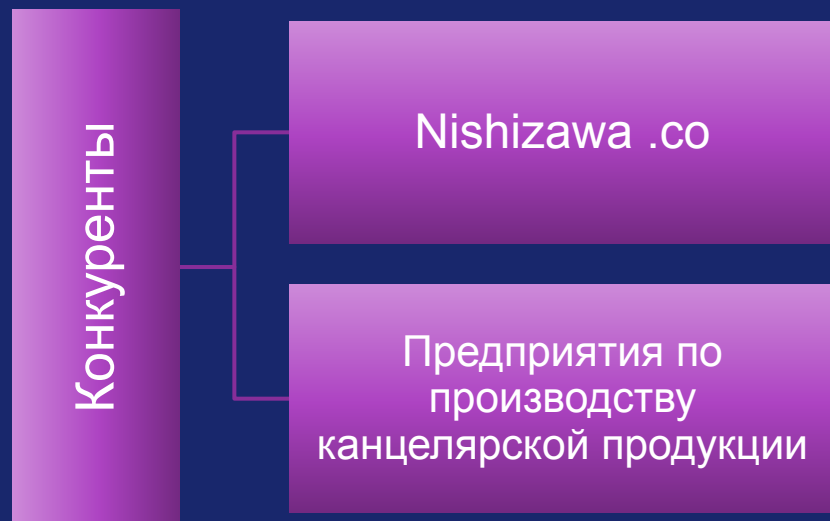 Конкуренты
Nishizawa .co
Предприятия по
производству
канцелярской продукции